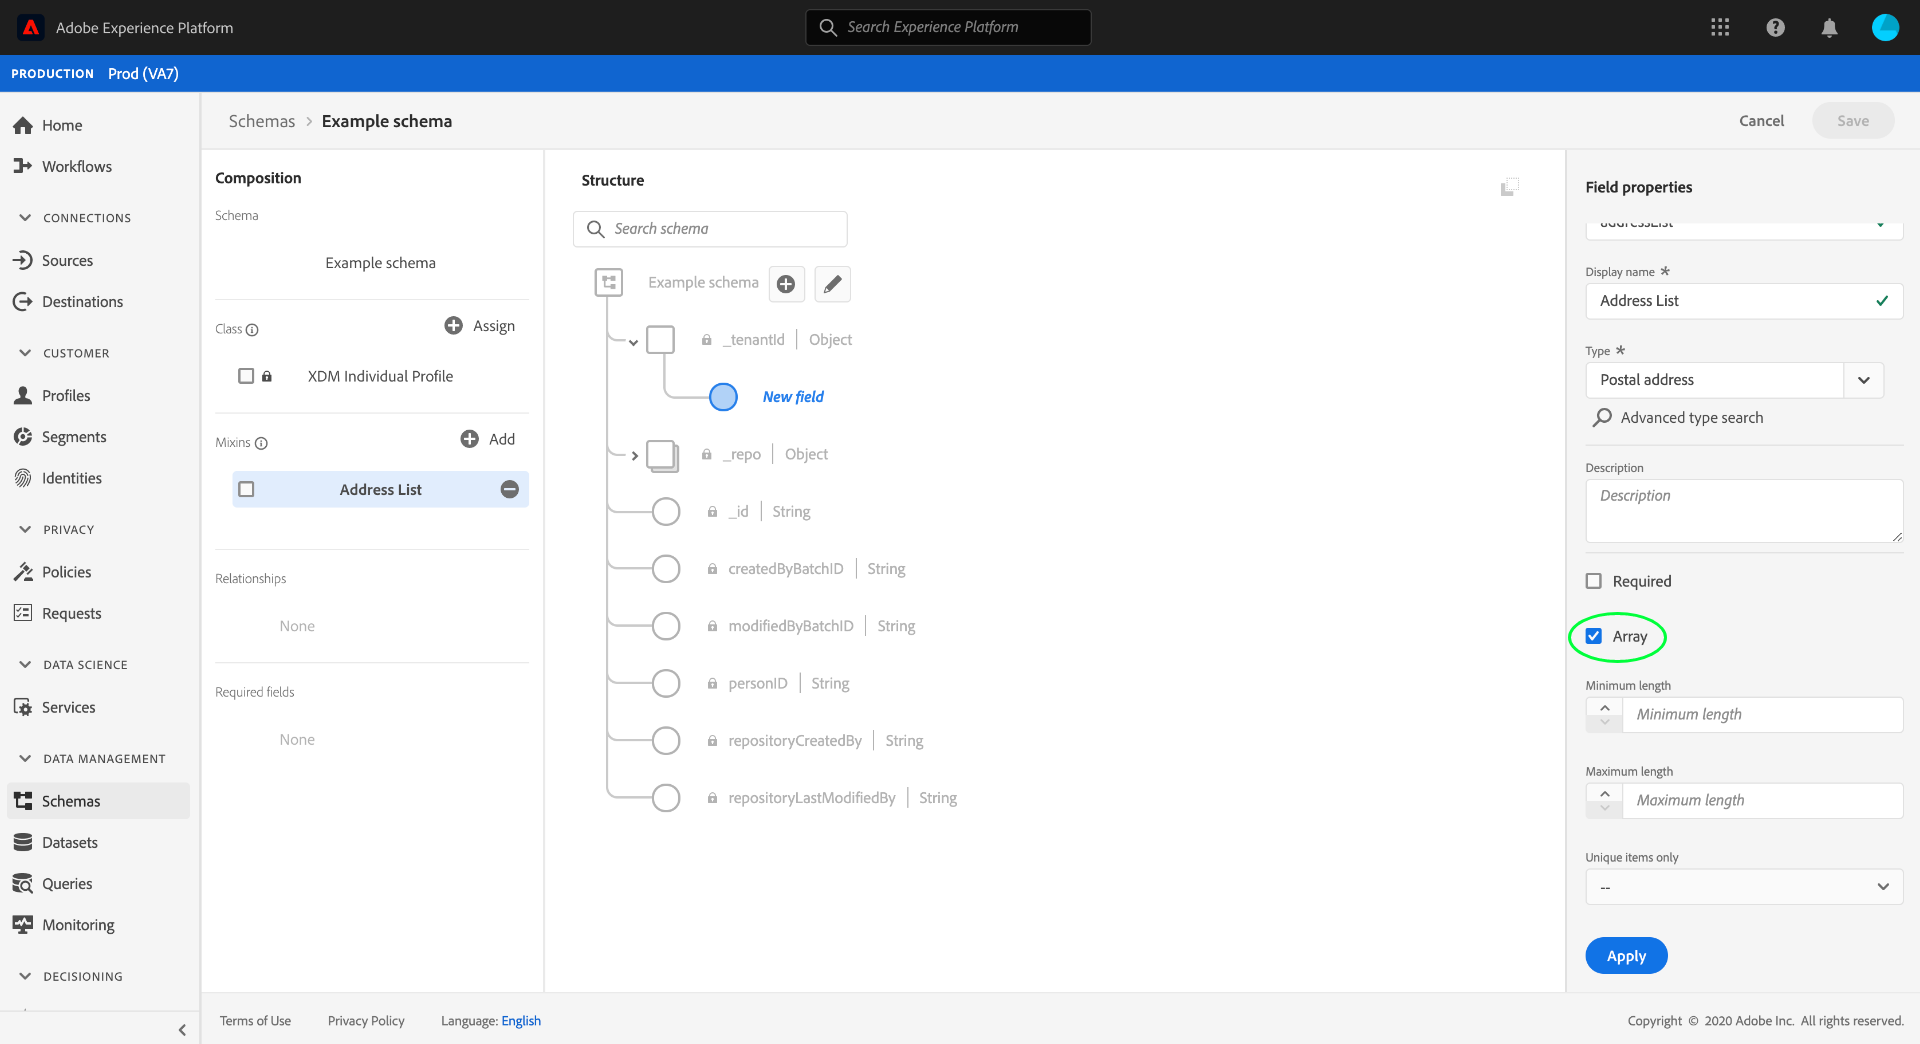 Adobe Experience Platform
Search Experience Platform
PRODUCTION Prod (VA7)
Home
Workflows
CONNECTIONS
Sources
Destinations
CUSTOMER
Profiles
Segments
Identities
PRIVACY
Policies
Requests
DATA SCIENCE
Services
DATA MANAGEMENT
Schemas
Datasets
Queries
Monitoring
DECISIONING
Schemas > Example schema
Cancel
Save
Composition
Schema
Example schema
Class
Assign
XDM Individual Profile
Mixins
Add
Address List
Relationships
None
Required fields
None
Structure
Search schema
Example schema
_tenantId | Object
New field
_repo | Object
_id | String
createdByBatchID | String
modifiedByBatchID | String
personID | String
repositoryCreatedBy | String
repositoryLastModifiedBy | String
Field properties
addressList
Display name *
Address List
Type *
Postal address
Advanced type search
Description
Description
Required
Array
Minimum length
Minimum length
Maximum length
Maximum length
Unique items only
--
Apply
Terms of Use
Privacy Policy
Language: English
Copyright © 2020 Adobe Inc. All rights reserved.